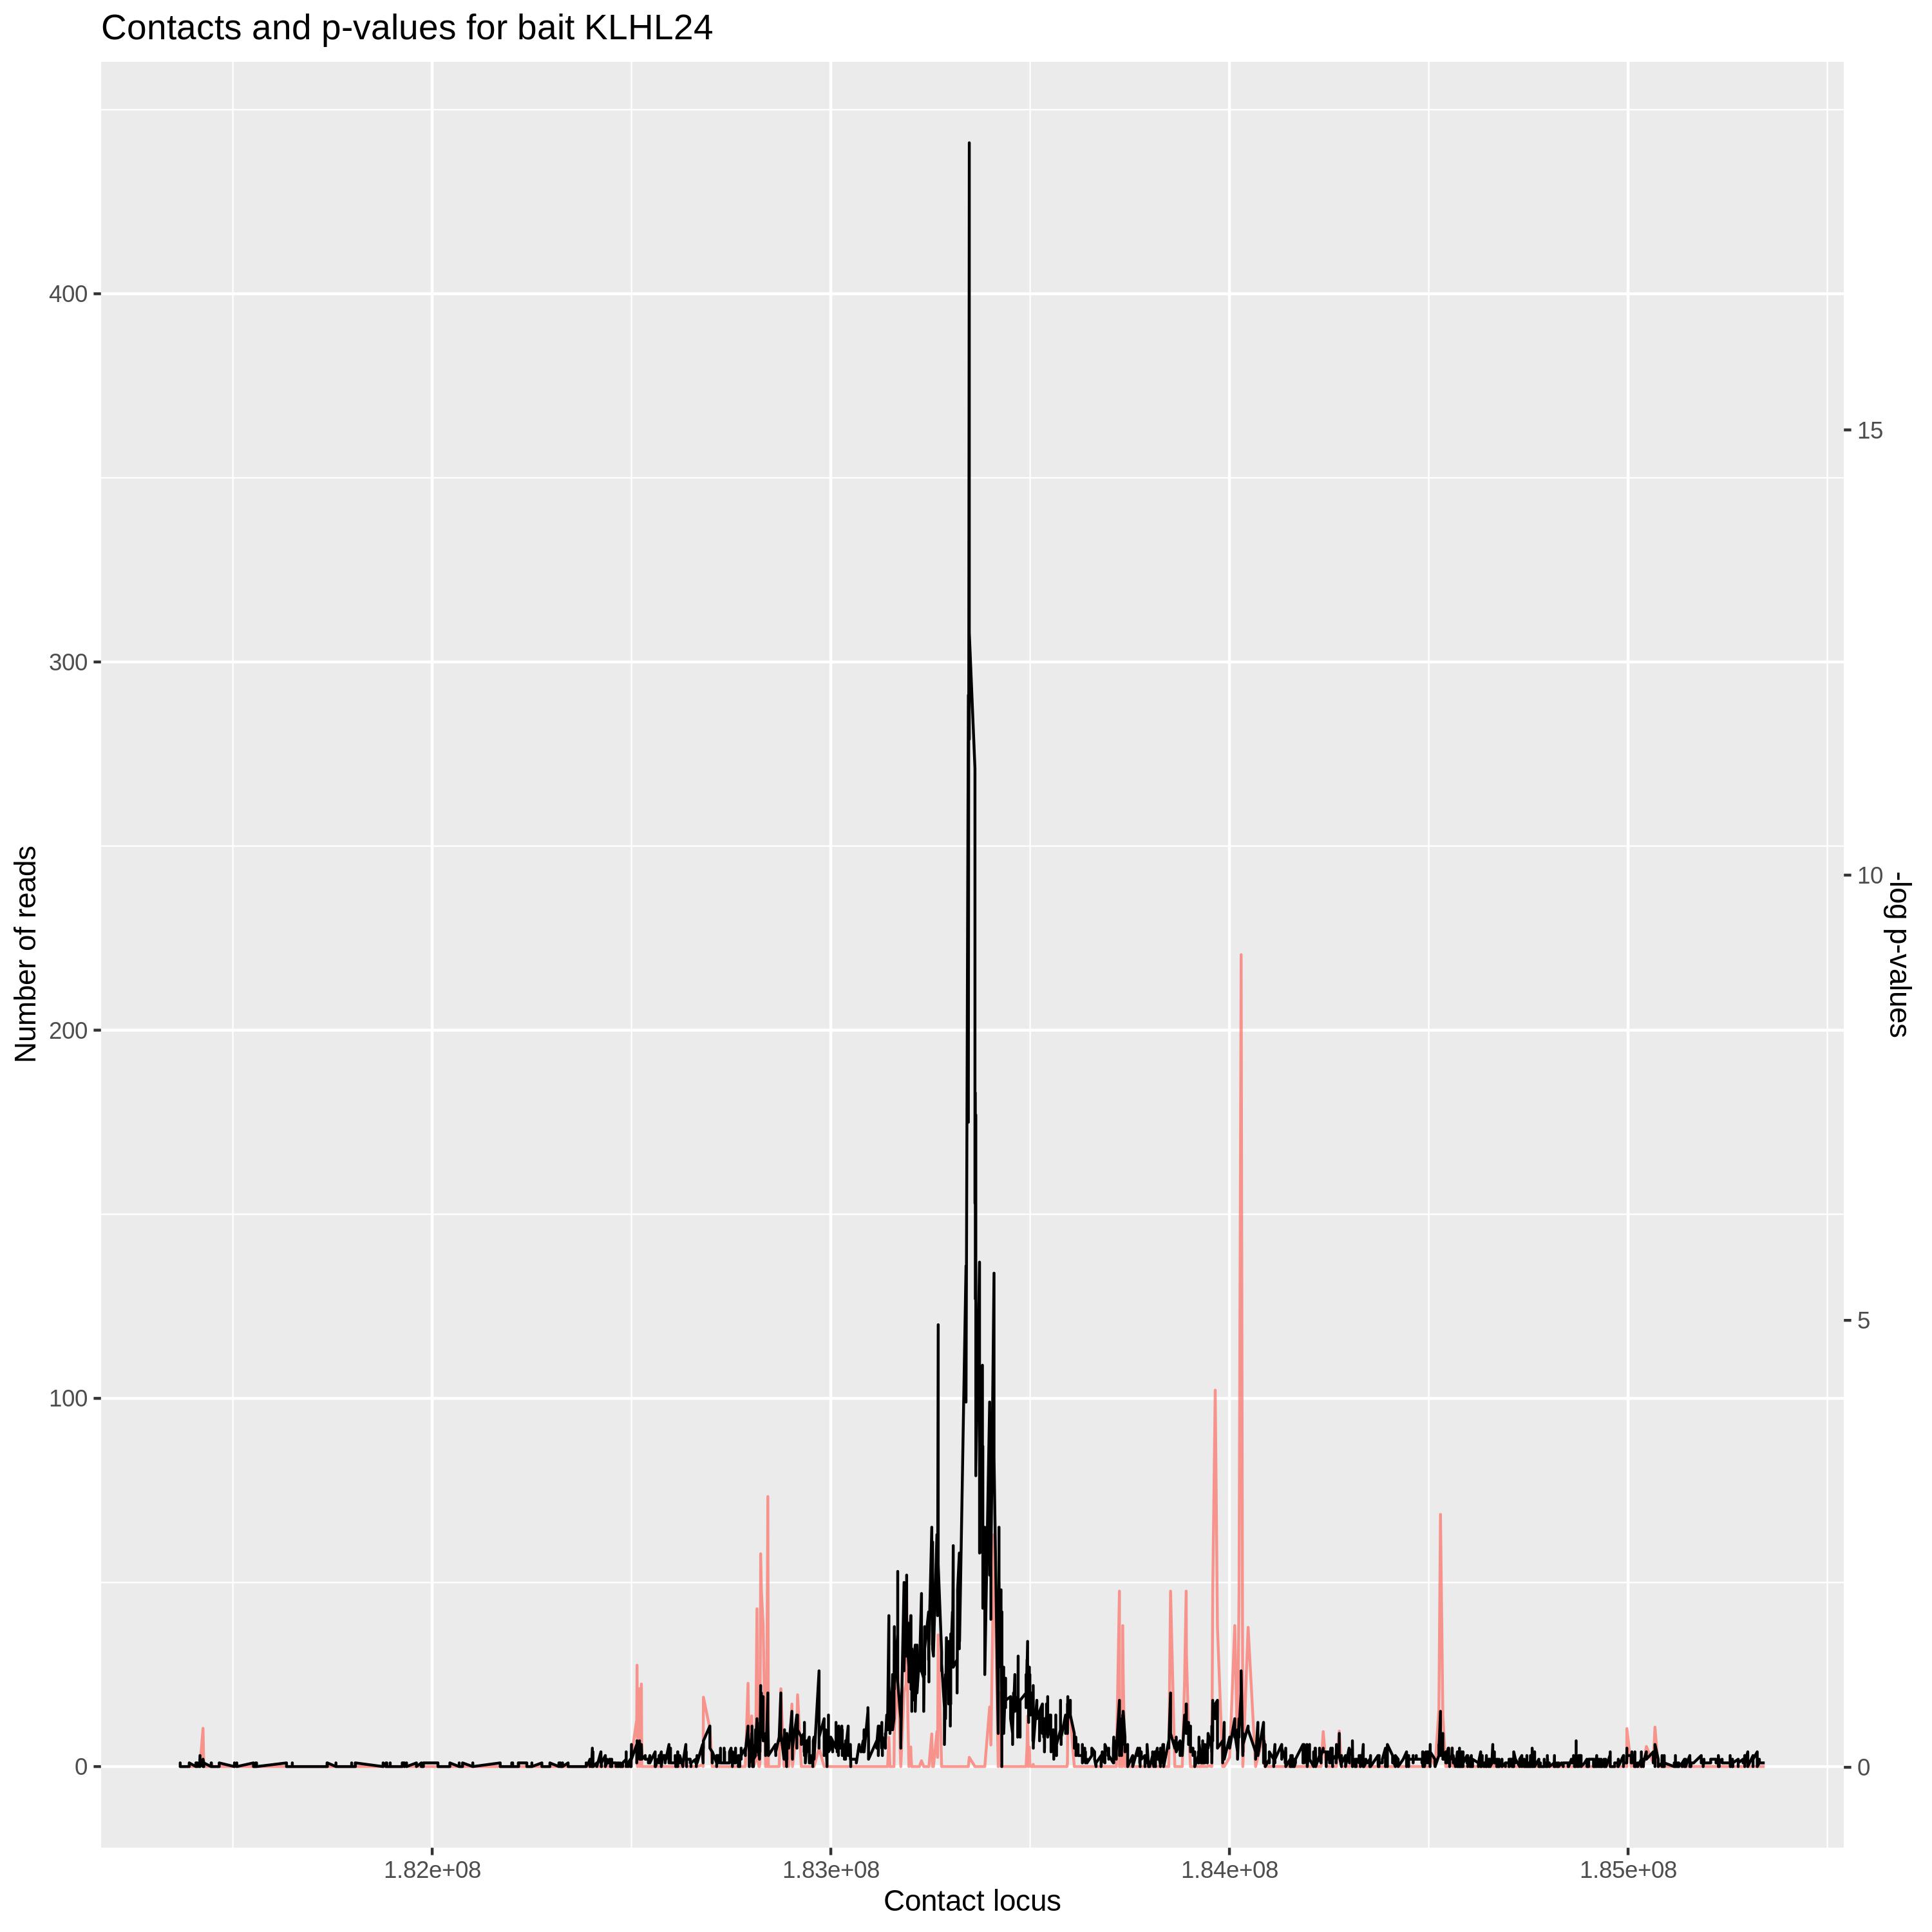 Contacts and p-values for bait KLHL24
400
300
200
100
0
Number of reads
15
10
5
0
-log p-values
1.82e+08
1.83e+08
1.84e+08
1.85e+08
Contact locus